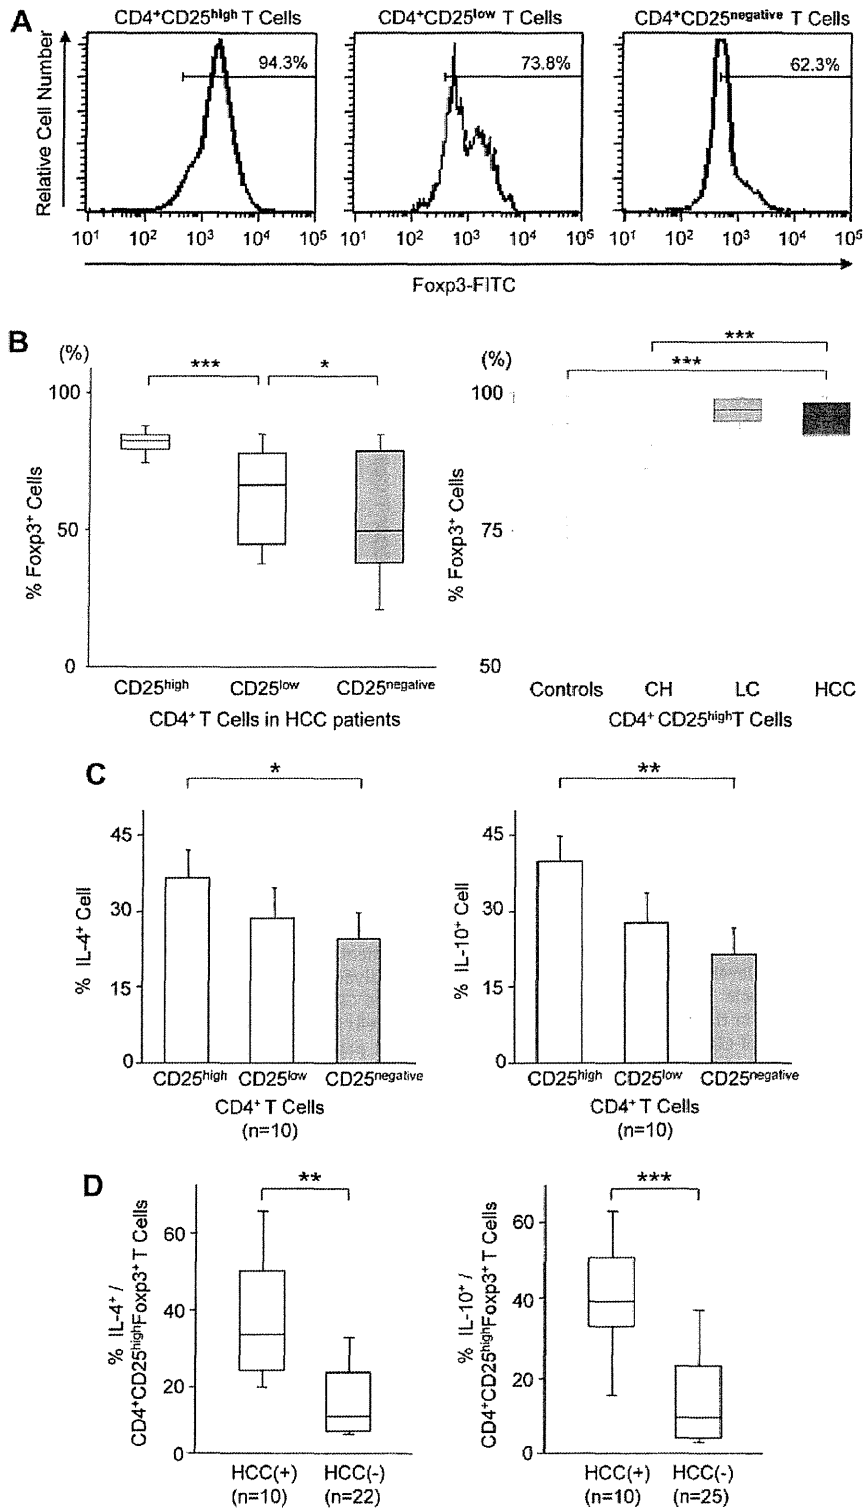 A
CD4⁺CD25ʰⁱᵍʰ T Cells
CD4⁺CD25ˡᵒʷ T Cells
CD4⁺CD25ⁿᵉᵍᵃᵗⁱᵛᵉ T Cells
Relative Cell Number
94.3%
73.8%
62.3%
10¹ 10² 10³ 10⁴ 10⁵
10¹ 10² 10³ 10⁴ 10⁵
10¹ 10² 10³ 10⁴ 10⁵
Foxp3-FITC
B
(%)
% Foxp3⁺ Cells
100
50
0
***
*
CD25ʰⁱᵍʰ
CD25ˡᵒʷ
CD25ⁿᵉᵍᵃᵗⁱᵛᵉ
CD4⁺ T Cells in HCC patients
(%)
% Foxp3⁺ Cells
100
75
50
***
***
Controls
CH
LC
HCC
CD4⁺ CD25ʰⁱᵍʰT Cells
C
% IL-4⁺ Cell
45
30
15
0
*
CD25ʰⁱᵍʰ
CD25ˡᵒʷ
CD25ⁿᵉᵍᵃᵗⁱᵛᵉ
CD4⁺ T Cells
(n=10)
% IL-10⁺ Cell
45
30
15
0
**
CD25ʰⁱᵍʰ
CD25ˡᵒʷ
CD25ⁿᵉᵍᵃᵗⁱᵛᵉ
CD4⁺ T Cells
(n=10)
D
% IL-4⁺ /
CD4⁺CD25ʰⁱᵍʰFoxp3⁺ T Cells
60
40
20
0
**
HCC(+)
(n=10)
HCC(-)
(n=22)
% IL-10⁺ /
CD4⁺CD25ʰⁱᵍʰFoxp3⁺ T Cells
60
40
20
0
***
HCC(+)
(n=10)
HCC(-)
(n=25)